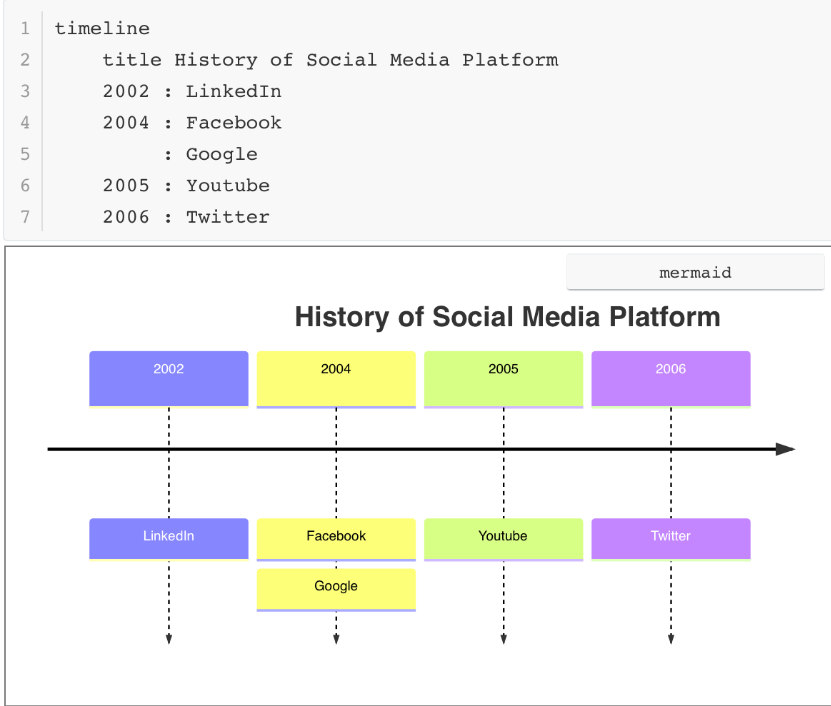 1 timeline
2     title History of Social Media Platform
3     2002 : LinkedIn
4     2004 : Facebook
5          : Google
6     2005 : Youtube
7     2006 : Twitter
mermaid
History of Social Media Platform
2002 2004 2005 2006
LinkedIn Facebook Youtube Twitter
Google